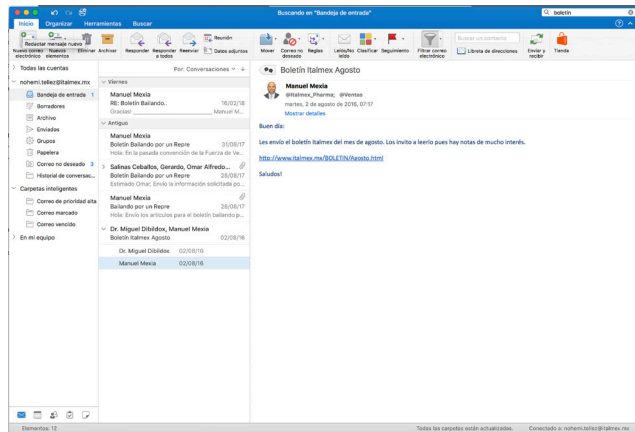 Buscando en "Bandeja de entrada"
boletin
Inicio
Organizar
Herramientas
Buscar
Redactar mensaje nuevo
Nuevo correo electrónico
Nuevos elementos
Eliminar
Archivar
Responder
Responder a todos
Reenviar
Reunión
Datos adjuntos
Mover
Correo no deseado
Reglas
Leído/No leído
Clasificar
Seguimiento
Filtrar correo electrónico
Buscar un contacto
Libreta de direcciones
Enviar y recibir
Tienda
Todas las cuentas
nohemi.tellez@italmex.mx
Bandeja de entrada 1
Borradores
Archive
Enviados
Grupos
Papelera
Correo no deseado 3
Historial de conversac...
Carpetas inteligentes
Correo de prioridad alta
Correo marcado
Correo vencido
En mi equipo
Por: Conversaciones
Viernes
Manuel Mexia
RE: Boletín Bailando.. 16/02/18
Gracias! Manuel M...
Antiguo
Manuel Mexia
Boletín Bailando por un Repre 31/08/17
Hola: En la pasada convención de la Fuerza de Ve...
Salinas Ceballos, Gerardo, Omar Alfredo...
Boletín Bailando por un Repre 28/08/17
Estimado Omar, Envío la información solicitada po...
Manuel Mexia
Bailando por un Repre 28/08/17
Hola: Envío los artículos para el boletín bailando p...
Dr. Miguel Dibildox, Manuel Mexia
Boletín Italmex Agosto 02/08/16
Dr. Miguel Dibildox 02/08/16
Manuel Mexia 02/08/16
Boletín Italmex Agosto
Manuel Mexia
@Italmex_Pharma; @Ventas
martes, 2 de agosto de 2016, 07:17
Mostrar detalles
Buen día:
Les envío el boletín Italmex del mes de agosto. Los invito a leerlo pues hay notas de mucho interés.
http://www.italmex.mx/BOLETIN/Agosto.html
Saludos!
Elementos: 12
Todas las carpetas están actualizadas.
Conectado a: nohemi.tellez@italmex.mx